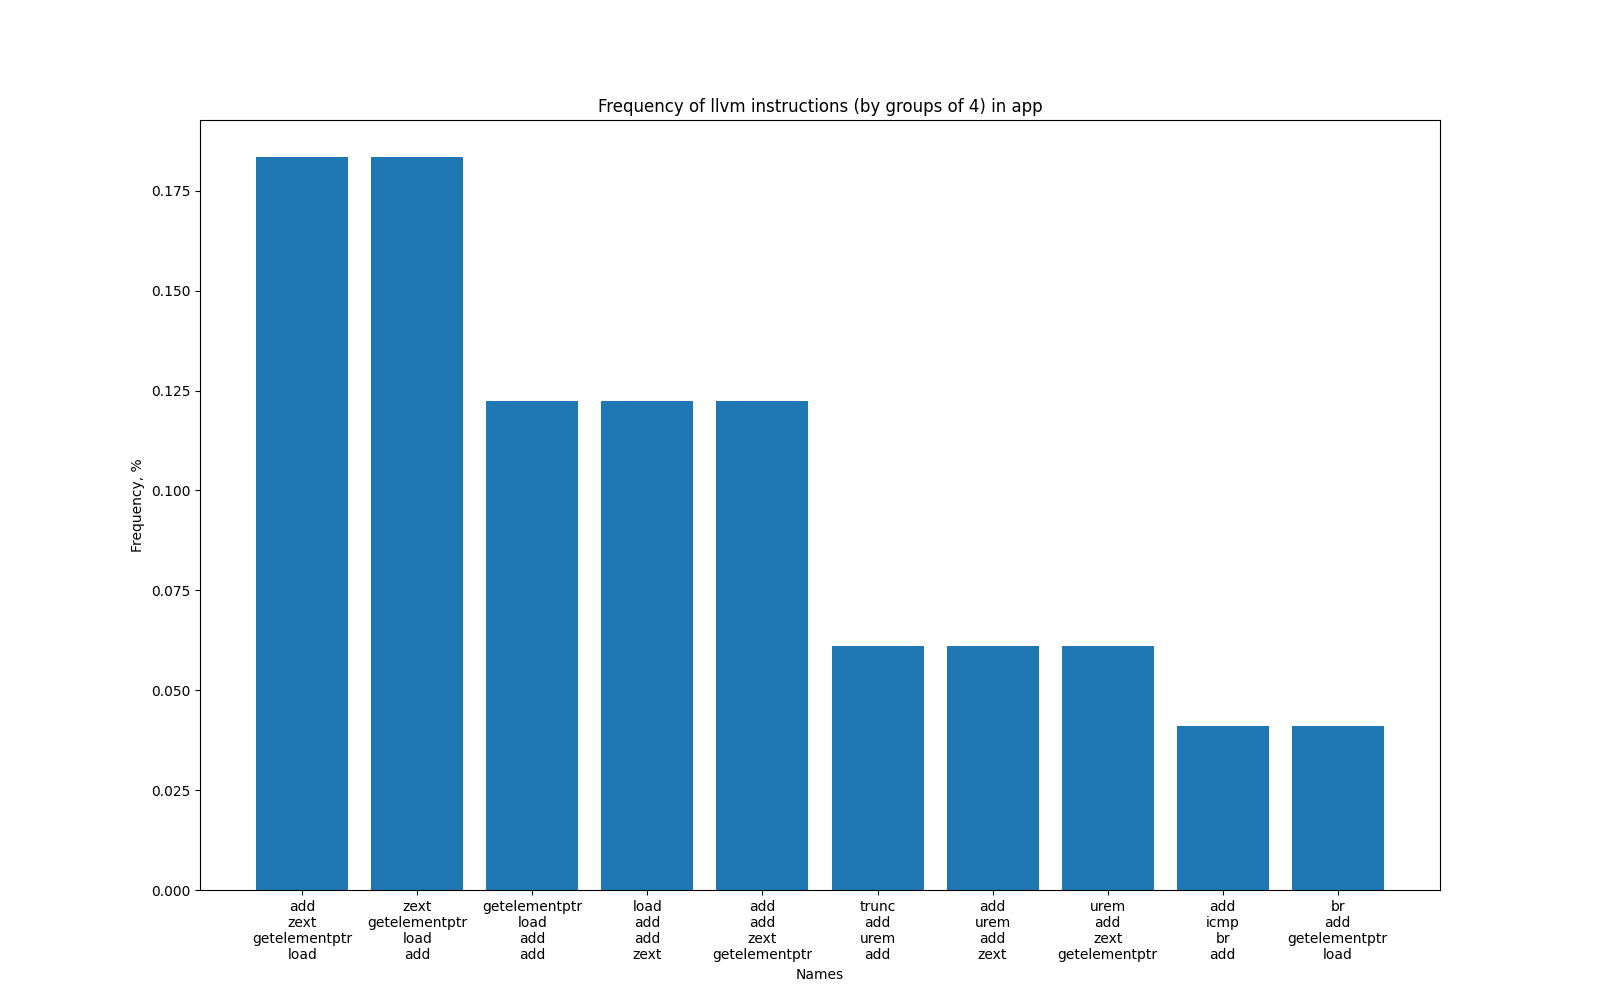 Frequency of llvm instructions (by groups of 4) in app
Frequency, %
0.175
0.150
0.125
0.100
0.075
0.050
0.025
0.000
add
zext
getelementptr
load
zext
getelementptr
load
add
getelementptr
load
add
add
load
add
add
zext
add
add
zext
getelementptr
trunc
add
urem
add
add
urem
add
zext
urem
add
zext
getelementptr
add
icmp
br
add
br
add
getelementptr
load
Names